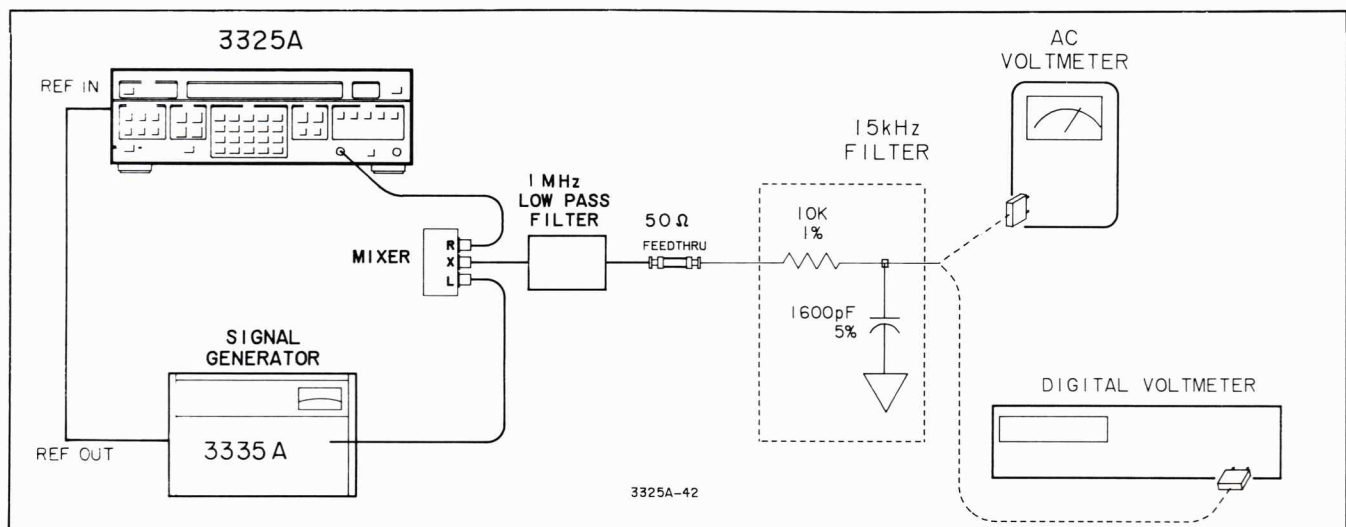 3325A
REF IN
AC
VOLTMETER
15kHz
FILTER
1 MHz
LOW PASS
FILTER
50Ω
FEEDTHRU
10K
1%
MIXER
R
X
L
1600pF
5%
SIGNAL
GENERATOR
DIGITAL VOLTMETER
3335A
REF OUT
3325A-42